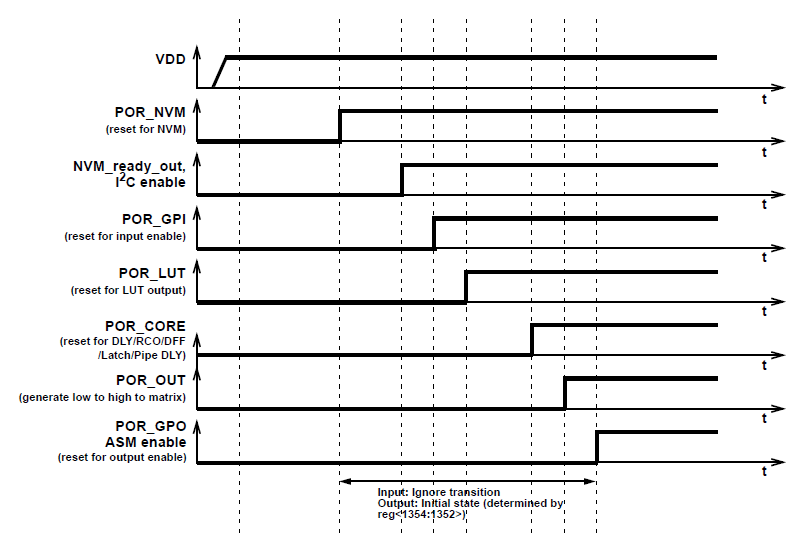 VDD
t
POR_NVM
(reset for NVM)
t
NVM_ready_out,
I2C enable
t
POR_GPI
(reset for input enable)
t
POR_LUT
(reset for LUT output)
t
POR_CORE
(reset for DLY/RCO/DFF
/Latch/Pipe DLY)
t
POR_OUT
(generate low to high to matrix)
t
POR_GPO
ASM enable
(reset for output enable)
t
Input: Ignore transition
Output: Initial state (determined by
reg<1354:1352>)